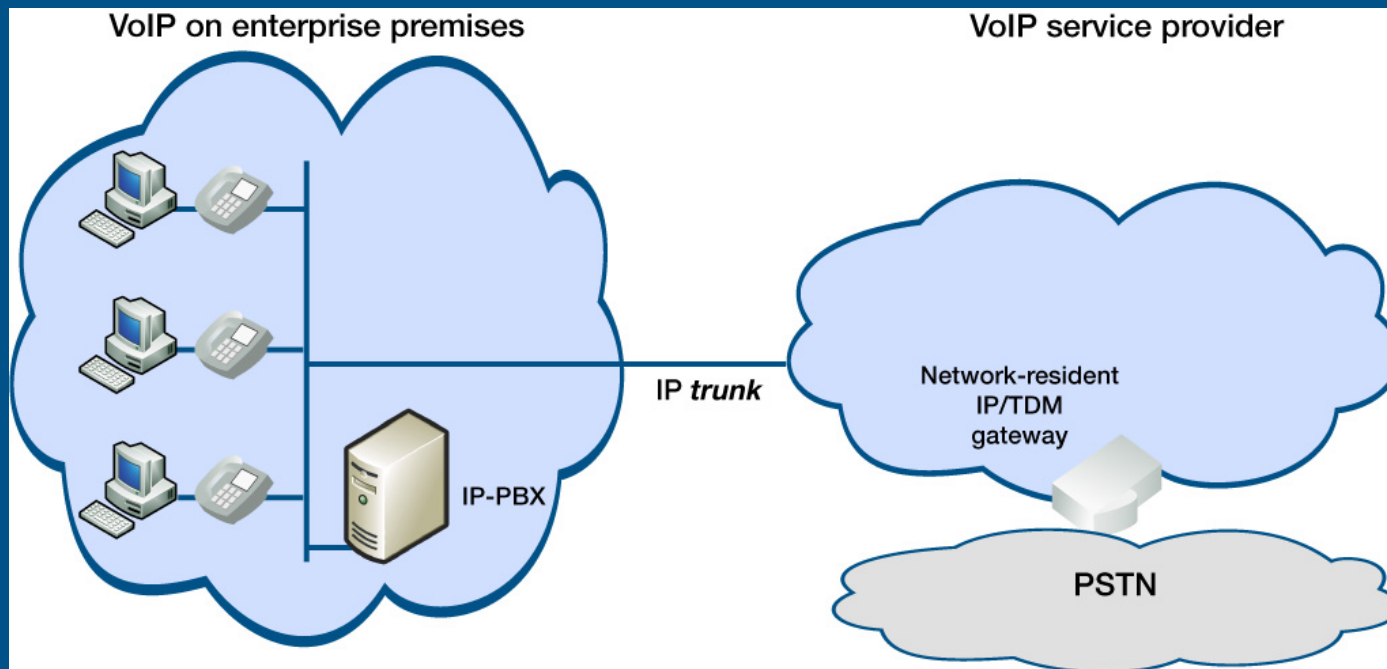 VoIP on enterprise premises
VoIP service provider
IP trunk
Network-resident
IP/TDM
gateway
IP-PBX
PSTN